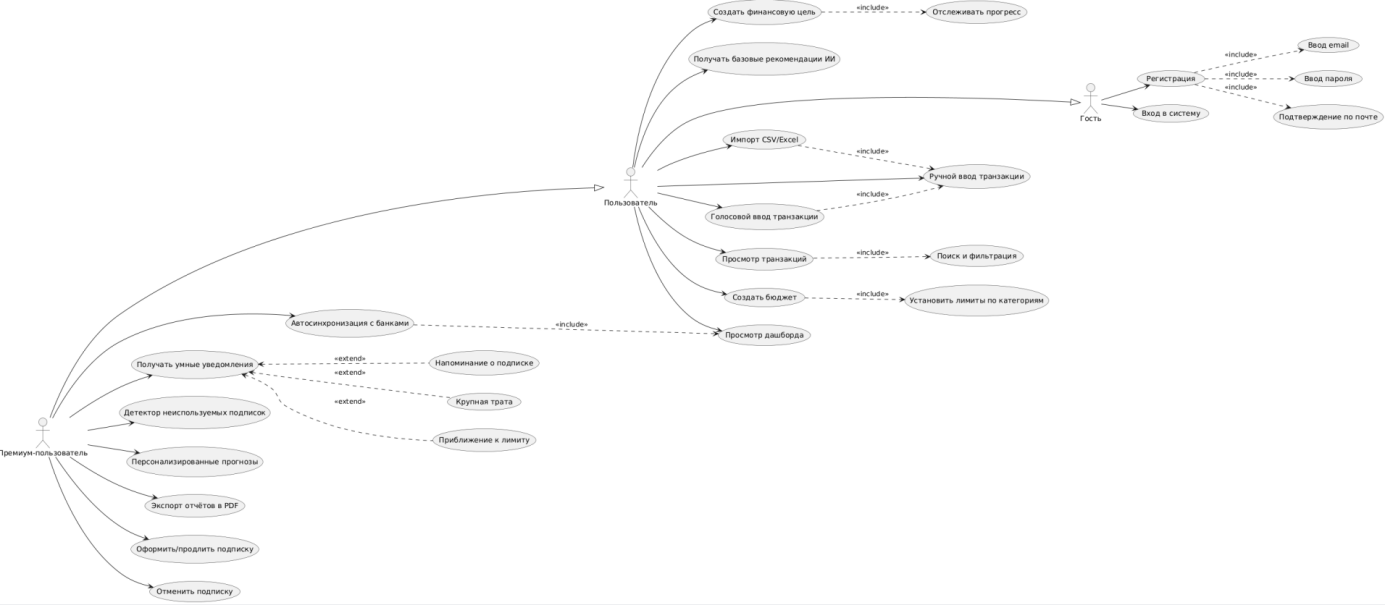 Создать финансовую цель
«include»
Отслеживать прогресс
Получать базовые рекомендации ИИ
Гость
Регистрация
«include»
Ввод email
«include»
Ввод пароля
«include»
Подтверждение по почте
Вход в систему
Пользователь
Импорт CSV/Excel
«include»
Ручной ввод транзакции
Голосовой ввод транзакции
«include»
Просмотр транзакций
«include»
Поиск и фильтрация
Создать бюджет
«include»
Установить лимиты по категориям
Просмотр дашборда
Автосинхронизация с банками
«include»
Получать умные уведомления
«extend»
Напоминание о подписке
«extend»
Крупная трата
«extend»
Приближение к лимиту
Детектор неиспользуемых подписок
Премиум-пользователь
Персонализированные прогнозы
Экспорт отчётов в PDF
Оформить/продлить подписку
Отменить подписку